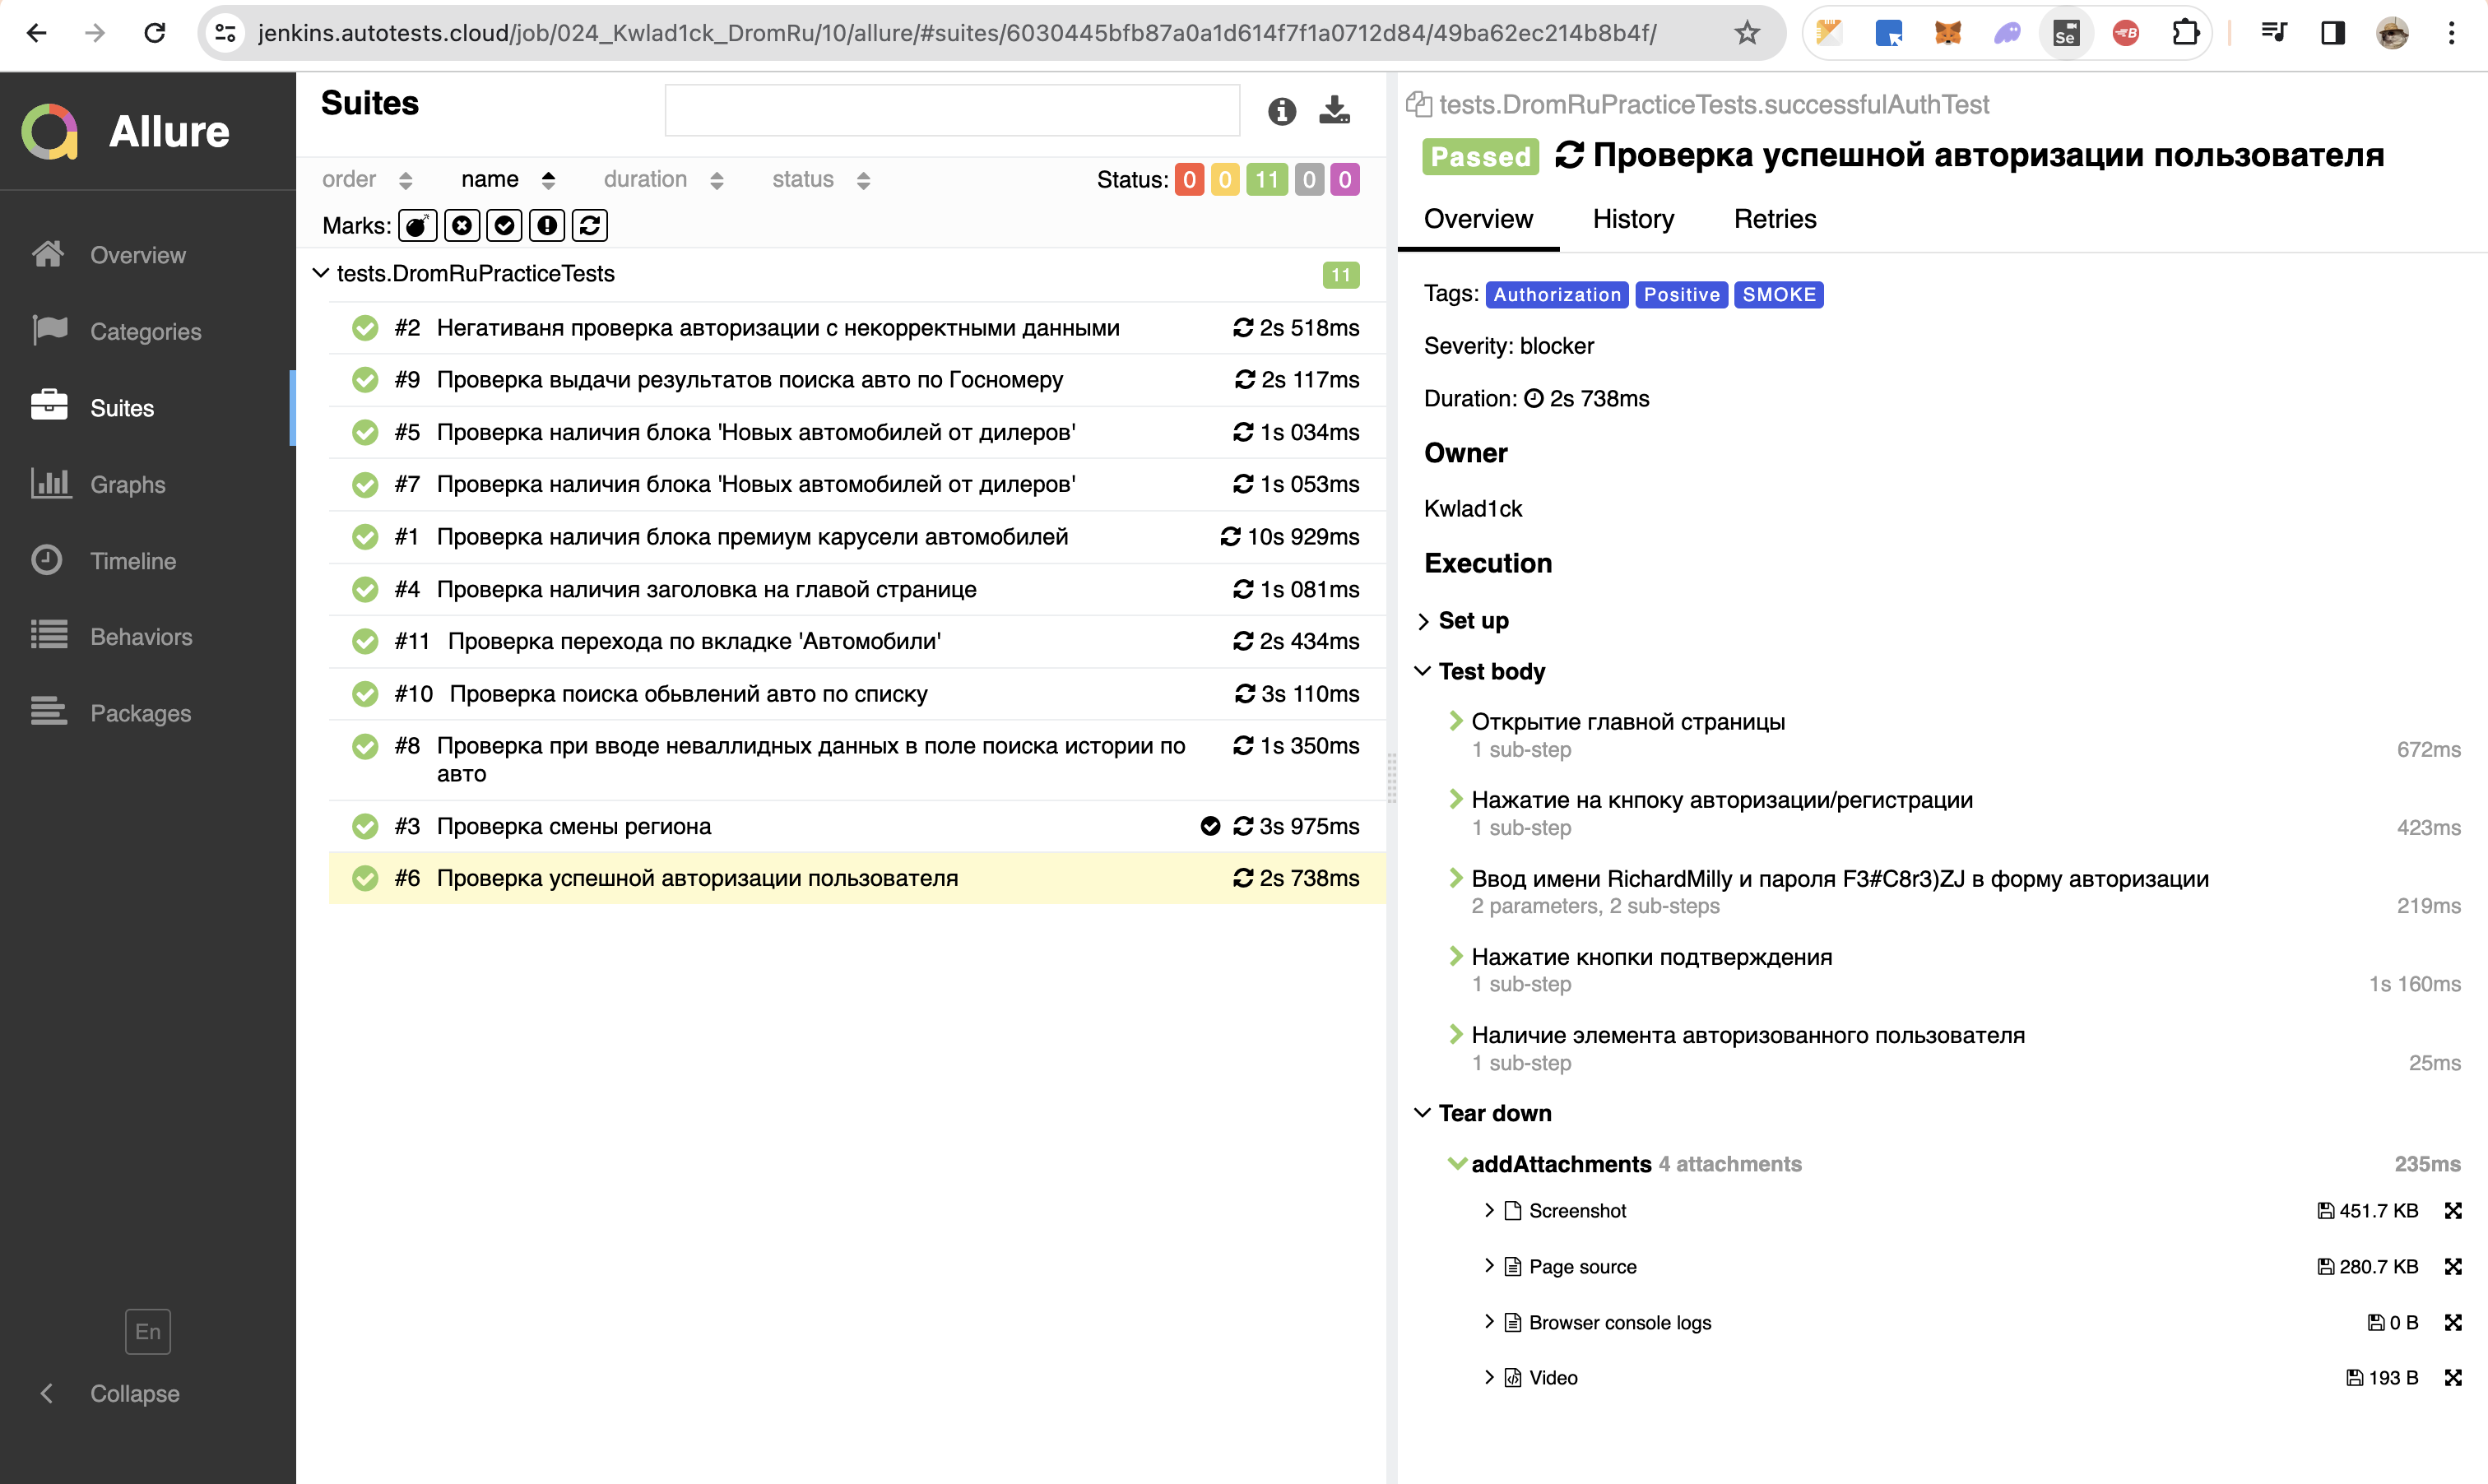 jenkins.autotests.cloud/job/024_Kwlad1ck_DromRu/10/allure/#suites/6030445bfb87a0a1d614f7f1a0712d84/49ba62ec214b8b4f/
Se
B
Allure
Overview
Categories
Suites
Graphs
Timeline
Behaviors
Packages
En
Collapse
Suites
order name duration status Status: 0 0 11 0 0
Marks:
tests.DromRuPracticeTests 11
#2 Негативаня проверка авторизации с некорректными данными 2s 518ms
#9 Проверка выдачи результатов поиска авто по Госномеру 2s 117ms
#5 Проверка наличия блока 'Новых автомобилей от дилеров' 1s 034ms
#7 Проверка наличия блока 'Новых автомобилей от дилеров' 1s 053ms
#1 Проверка наличия блока премиум карусели автомобилей 10s 929ms
#4 Проверка наличия заголовка на главой странице 1s 081ms
#11 Проверка перехода по вкладке 'Автомобили' 2s 434ms
#10 Проверка поиска обьвлений авто по списку 3s 110ms
#8 Проверка при вводе неваллидных данных в поле поиска истории по 1s 350ms
авто
#3 Проверка смены региона 3s 975ms
#6 Проверка успешной авторизации пользователя 2s 738ms
tests.DromRuPracticeTests.successfulAuthTest
Passed Проверка успешной авторизации пользователя
Overview History Retries
Tags: Authorization Positive SMOKE
Severity: blocker
Duration: 2s 738ms
Owner
Kwlad1ck
Execution
Set up
Test body
Открытие главной страницы
1 sub-step 672ms
Нажатие на кнпоку авторизации/регистрации
1 sub-step 423ms
Ввод имени RichardMilly и пароля F3#C8r3)ZJ в форму авторизации
2 parameters, 2 sub-steps 219ms
Нажатие кнопки подтверждения
1 sub-step 1s 160ms
Наличие элемента авторизованного пользователя
1 sub-step 25ms
Tear down
addAttachments 4 attachments 235ms
Screenshot 451.7 KB
Page source 280.7 KB
Browser console logs 0 B
Video 193 B